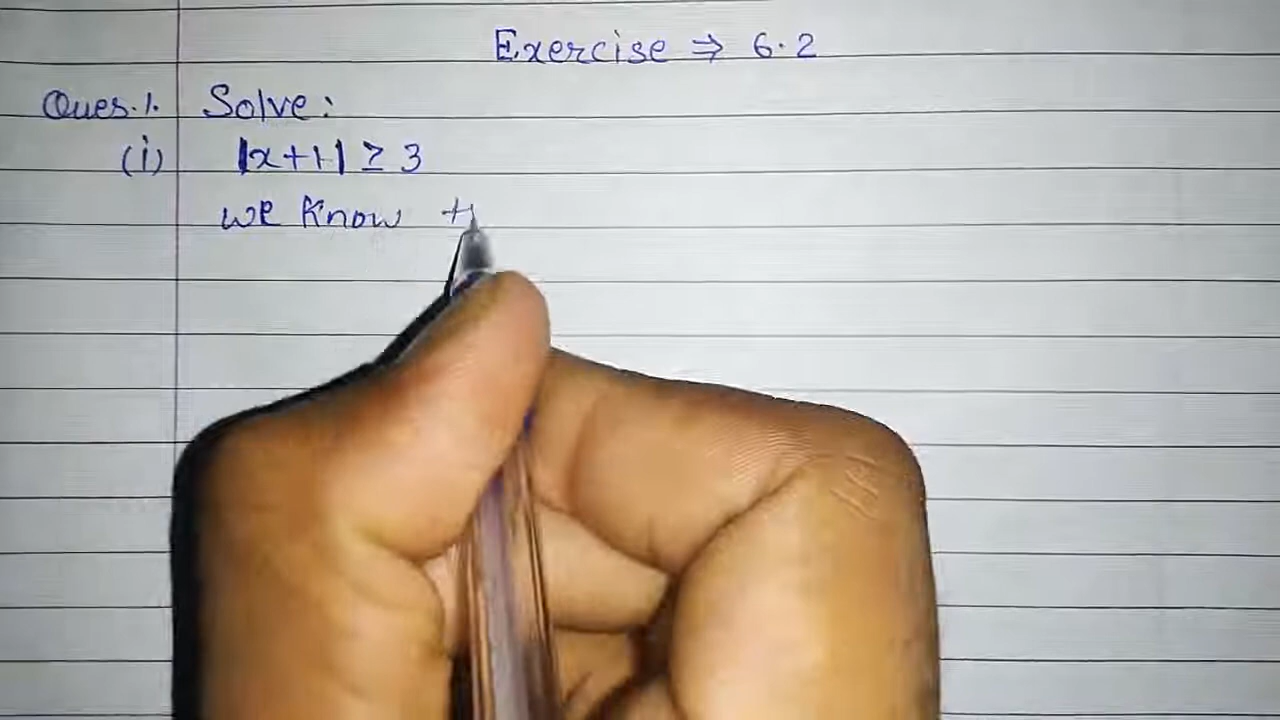 Exercise ⇒ 6.2
Ques.1. Solve:
(i) |x+1| ≥ 3
we know